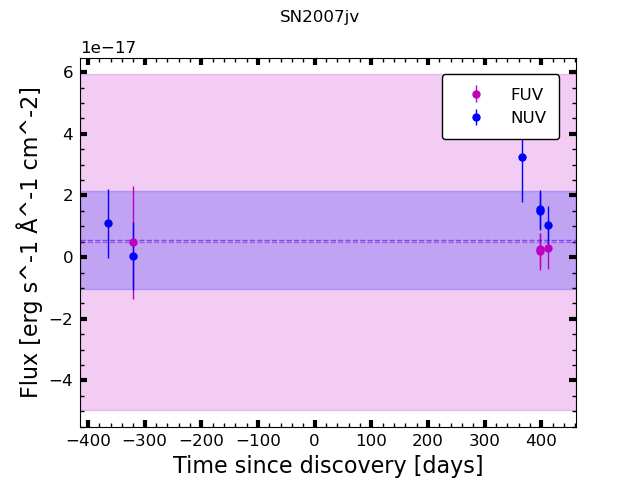 SN2007jv
1e−17
6
4
2
0
−2
−4
Flux [erg s^-1 Å^-1 cm^-2]
FUV
NUV
−400 −300 −200 −100 0 100 200 300 400
Time since discovery [days]